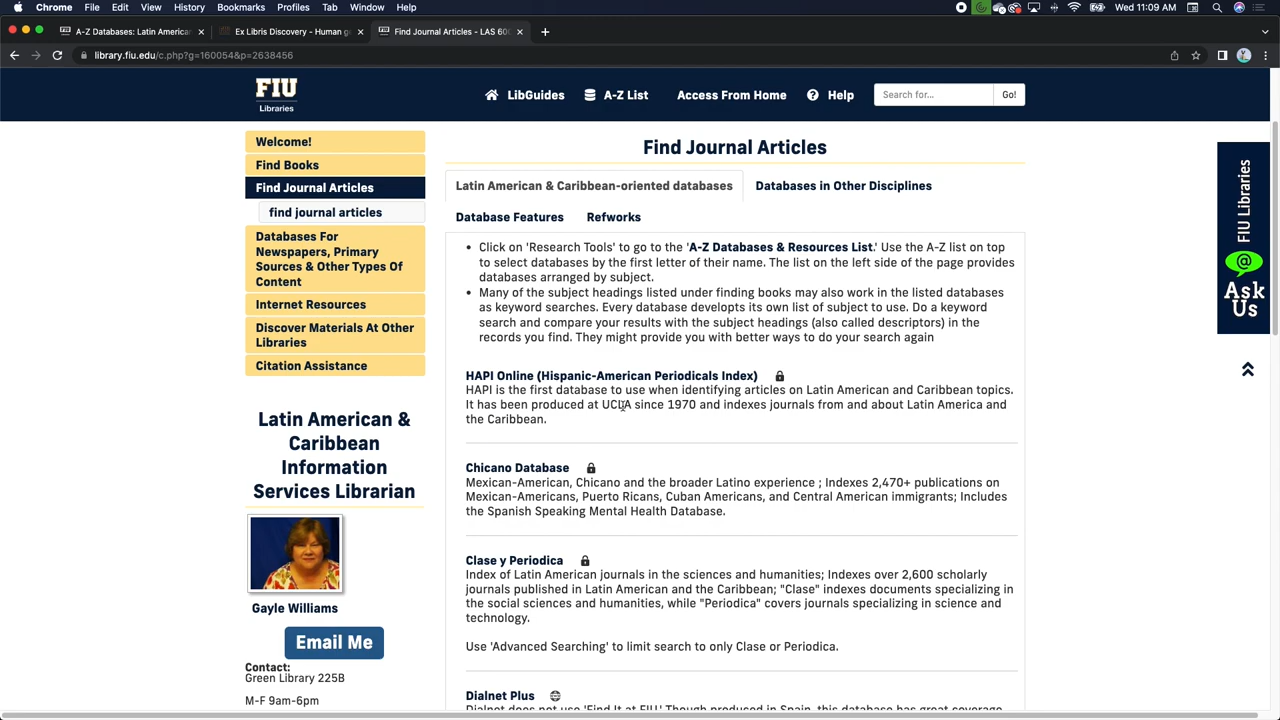 Chrome File Edit View History Bookmarks Profiles Tab Window Help
Wed 11:09 AM
A-Z Databases: Latin American
Ex Libris Discovery - Human g
Find Journal Articles - LAS 600
library.fiu.edu/c.php?g=160054&p=2638456
FIU
Libraries
LibGuides
A-Z List
Access From Home
Help
Search for...
Go!
Welcome!
Find Books
Find Journal Articles
find journal articles
Databases For
Newspapers, Primary
Sources & Other Types Of
Content
Internet Resources
Discover Materials At Other
Libraries
Citation Assistance
Latin American &
Caribbean
Information
Services Librarian
Gayle Williams
Email Me
Contact:
Green Library 225B
M-F 9am-6pm
Find Journal Articles
Latin American & Caribbean-oriented databases
Databases in Other Disciplines
Database Features
Refworks
• Click on 'Research Tools' to go to the 'A-Z Databases & Resources List.' Use the A-Z list on top
to select databases by the first letter of their name. The list on the left side of the page provides
databases arranged by subject.
• Many of the subject headings listed under finding books may also work in the listed databases
as keyword searches. Every database developts its own list of subject to use. Do a keyword
search and compare your results with the subject headings (also called descriptors) in the
records you find. They might provide you with better ways to do your search again
HAPI Online (Hispanic-American Periodicals Index)
HAPI is the first database to use when identifying articles on Latin American and Caribbean topics.
It has been produced at UCLA since 1970 and indexes journals from and about Latin America and
the Caribbean.
Chicano Database
Mexican-American, Chicano and the broader Latino experience ; Indexes 2,470+ publications on
Mexican-Americans, Puerto Ricans, Cuban Americans, and Central American immigrants; Includes
the Spanish Speaking Mental Health Database.
Clase y Periodica
Index of Latin American journals in the sciences and humanities; Indexes over 2,600 scholarly
journals published in Latin American and the Caribbean; "Clase" indexes documents specializing in
the social sciences and humanities, while "Periodica" covers journals specializing in science and
technology.
Use 'Advanced Searching' to limit search to only Clase or Periodica.
Dialnet Plus
Dialnet does not use 'Find It at FIU.' Though produced in Spain, this database has great coverage
FIU Libraries
@
Ask
Us